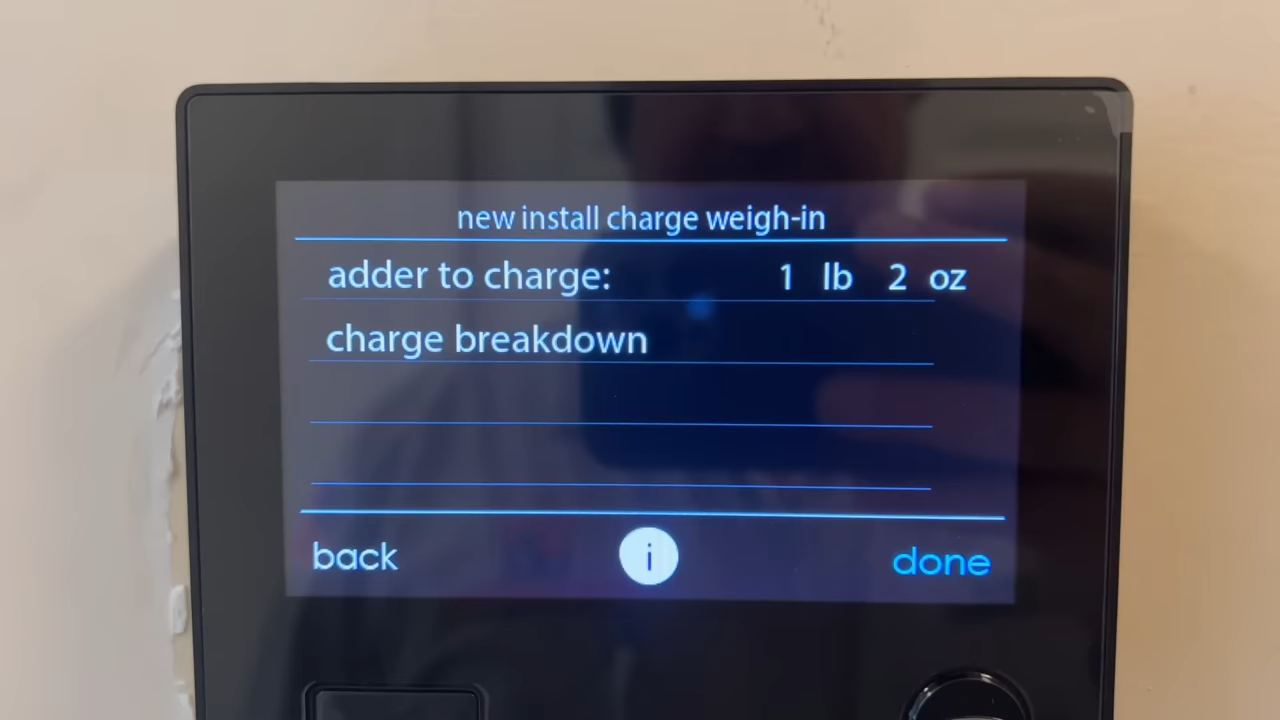 new install charge weigh-in
adder to charge: 1 lb 2 oz
charge breakdown
back i done